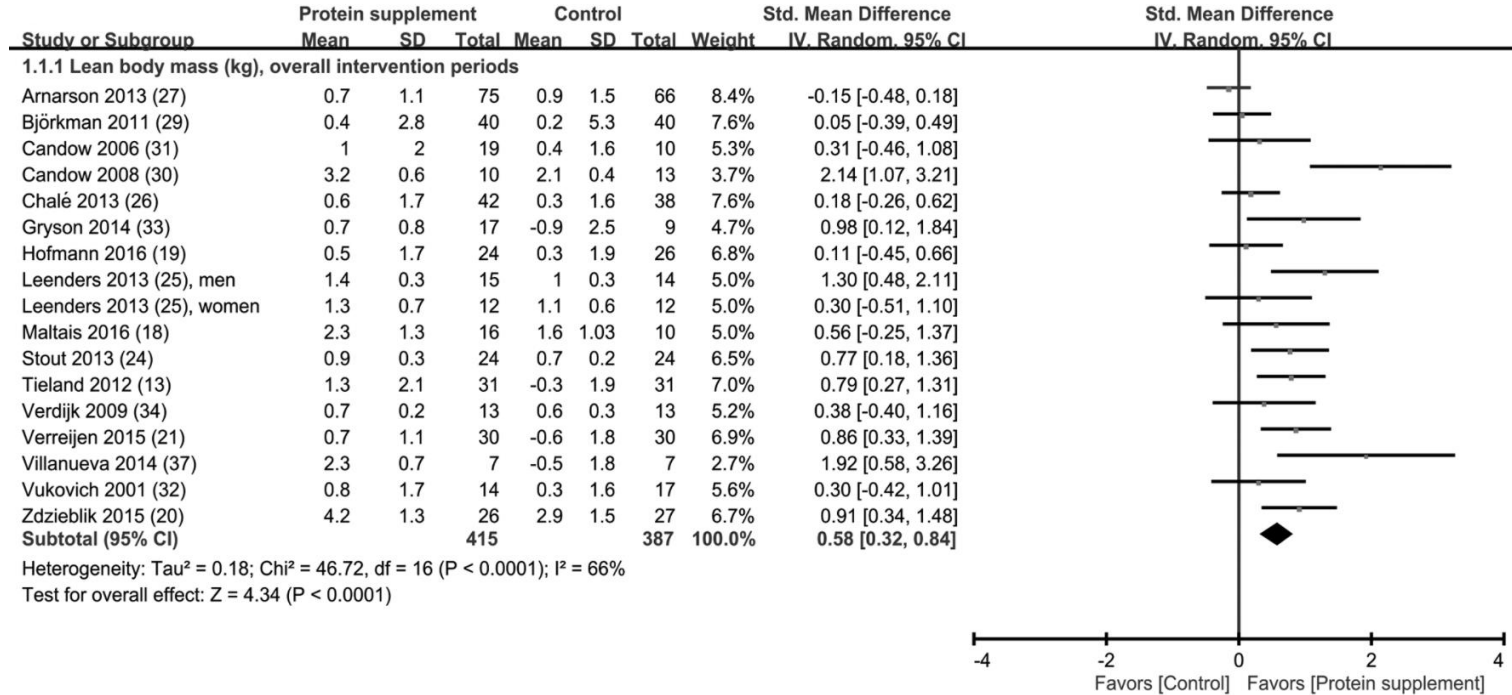 Protein supplement Control Std. Mean Difference Std. Mean Difference
Study or Subgroup Mean SD Total Mean SD Total Weight IV. Random. 95% CI IV. Random. 95% CI
1.1.1 Lean body mass (kg), overall intervention periods
Arnarson 2013 (27) 0.7 1.1 75 0.9 1.5 66 8.4% -0.15 [-0.48, 0.18]
Björkman 2011 (29) 0.4 2.8 40 0.2 5.3 40 7.6% 0.05 [-0.39, 0.49]
Candow 2006 (31) 1 2 19 0.4 1.6 10 5.3% 0.31 [-0.46, 1.08]
Candow 2008 (30) 3.2 0.6 10 2.1 0.4 13 3.7% 2.14 [1.07, 3.21]
Chalé 2013 (26) 0.6 1.7 42 0.3 1.6 38 7.6% 0.18 [-0.26, 0.62]
Gryson 2014 (33) 0.7 0.8 17 -0.9 2.5 9 4.7% 0.98 [0.12, 1.84]
Hofmann 2016 (19) 0.5 1.7 24 0.3 1.9 26 6.8% 0.11 [-0.45, 0.66]
Leenders 2013 (25), men 1.4 0.3 15 1 0.3 14 5.0% 1.30 [0.48, 2.11]
Leenders 2013 (25), women 1.3 0.7 12 1.1 0.6 12 5.0% 0.30 [-0.51, 1.10]
Maltais 2016 (18) 2.3 1.3 16 1.6 1.03 10 5.0% 0.56 [-0.25, 1.37]
Stout 2013 (24) 0.9 0.3 24 0.7 0.2 24 6.5% 0.77 [0.18, 1.36]
Tieland 2012 (13) 1.3 2.1 31 -0.3 1.9 31 7.0% 0.79 [0.27, 1.31]
Verdijk 2009 (34) 0.7 0.2 13 0.6 0.3 13 5.2% 0.38 [-0.40, 1.16]
Verreijen 2015 (21) 0.7 1.1 30 -0.6 1.8 30 6.9% 0.86 [0.33, 1.39]
Villanueva 2014 (37) 2.3 0.7 7 -0.5 1.8 7 2.7% 1.92 [0.58, 3.26]
Vukovich 2001 (32) 0.8 1.7 14 0.3 1.6 17 5.6% 0.30 [-0.42, 1.01]
Zdzieblik 2015 (20) 4.2 1.3 26 2.9 1.5 27 6.7% 0.91 [0.34, 1.48]
Subtotal (95% CI) 415 387 100.0% 0.58 [0.32, 0.84]
Heterogeneity: Tau² = 0.18; Chi² = 46.72, df = 16 (P < 0.0001); I² = 66%
Test for overall effect: Z = 4.34 (P < 0.0001)
-4 -2 0 2 4
Favors [Control] Favors [Protein supplement]